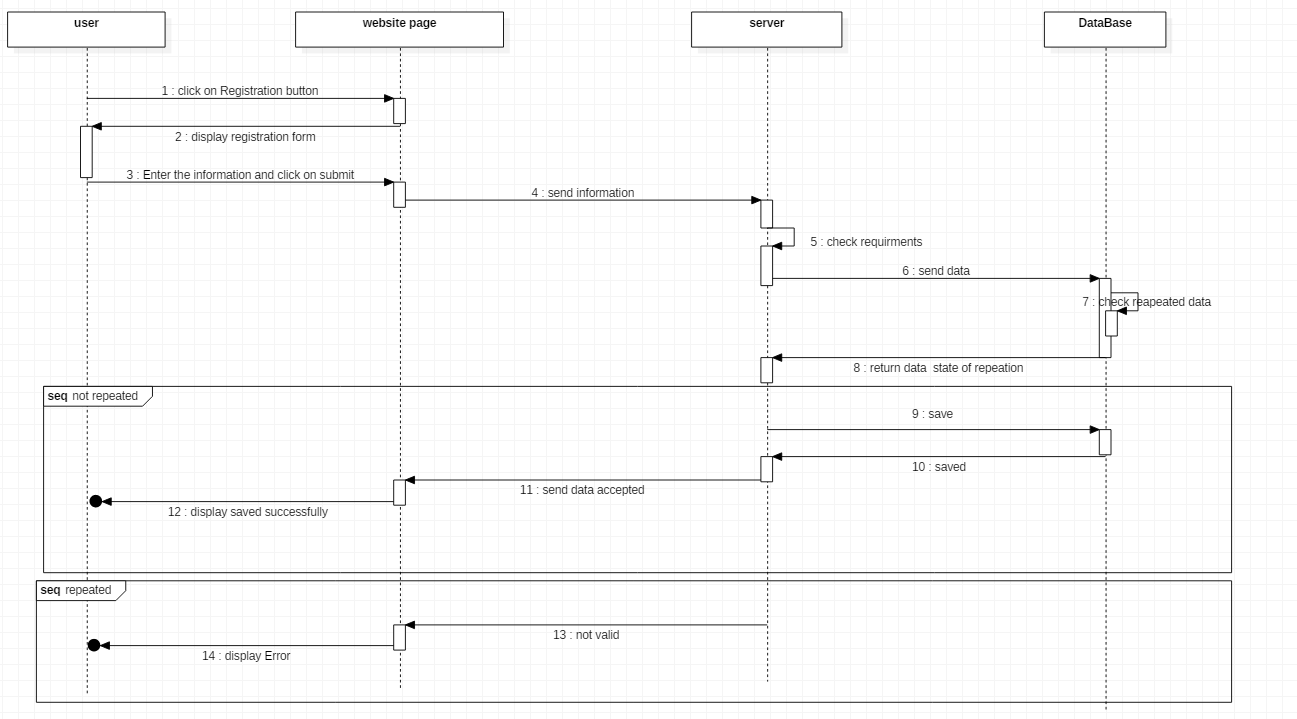 user
website page
server
DataBase
1 : click on Registration button
2 : display registration form
3 : Enter the information and click on submit
4 : send information
5 : check requirments
6 : send data
7 : check reapeated data
8 : return data  state of repeation
seq not repeated
9 : save
10 : saved
11 : send data accepted
12 : display saved successfully
seq repeated
13 : not valid
14 : display Error